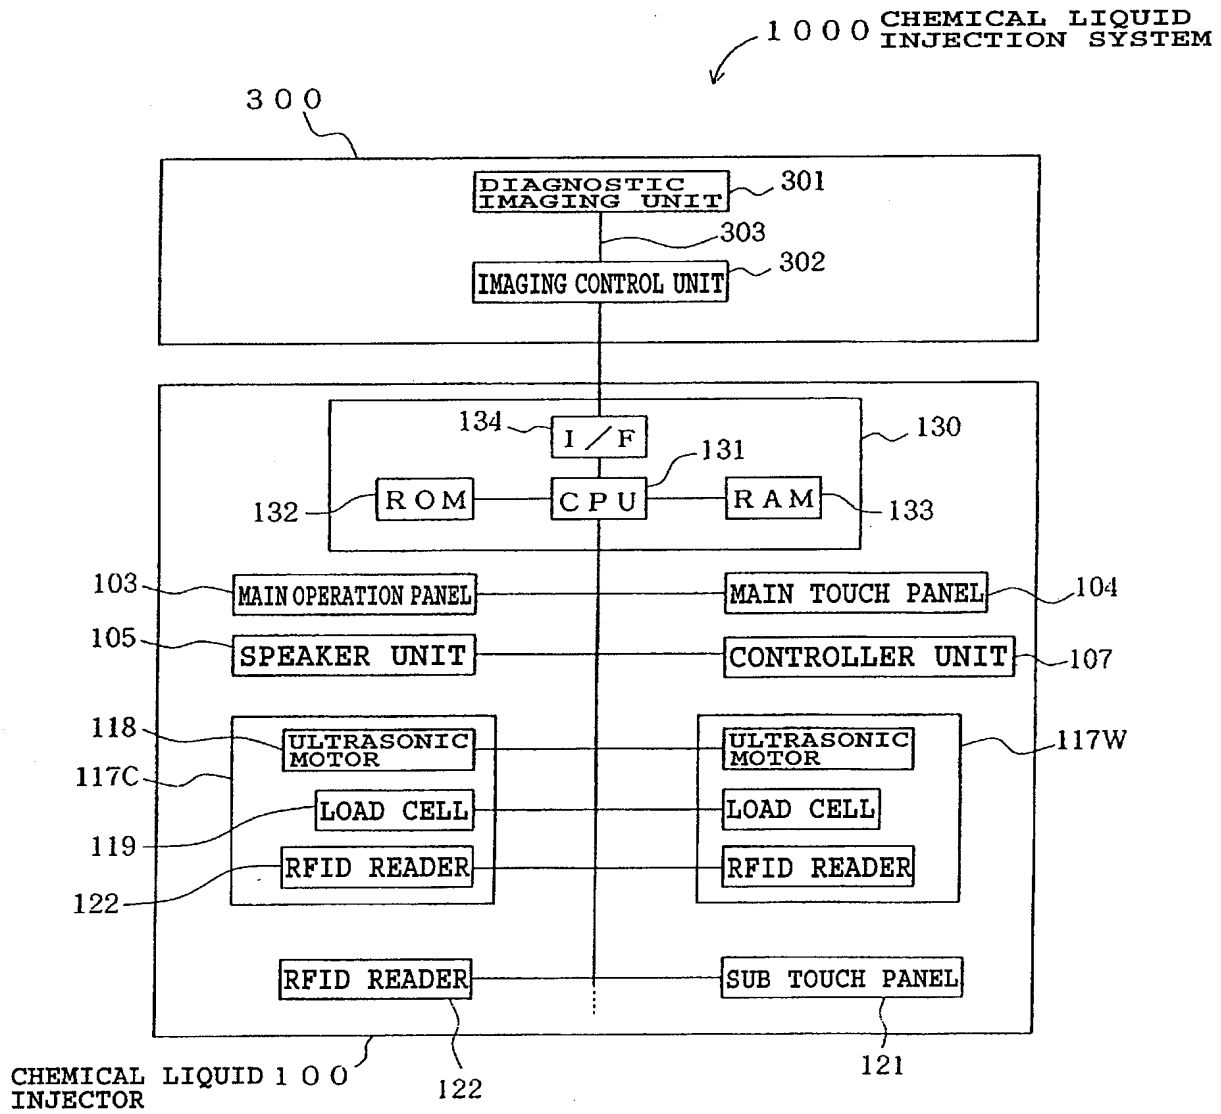 1000 CHEMICAL LIQUID
INJECTION SYSTEM
300
DIAGNOSTIC
IMAGING UNIT
301
303
IMAGING CONTROL UNIT
302
134
I/F
130
131
132
ROM
CPU
RAM
133
103
MAIN OPERATION PANEL
MAIN TOUCH PANEL
104
105
SPEAKER UNIT
CONTROLLER UNIT
107
118
ULTRASONIC
MOTOR
ULTRASONIC
MOTOR
117W
117C
LOAD CELL
LOAD CELL
119
RFID READER
RFID READER
122
RFID READER
SUB TOUCH PANEL
121
122
CHEMICAL LIQUID 100
INJECTOR